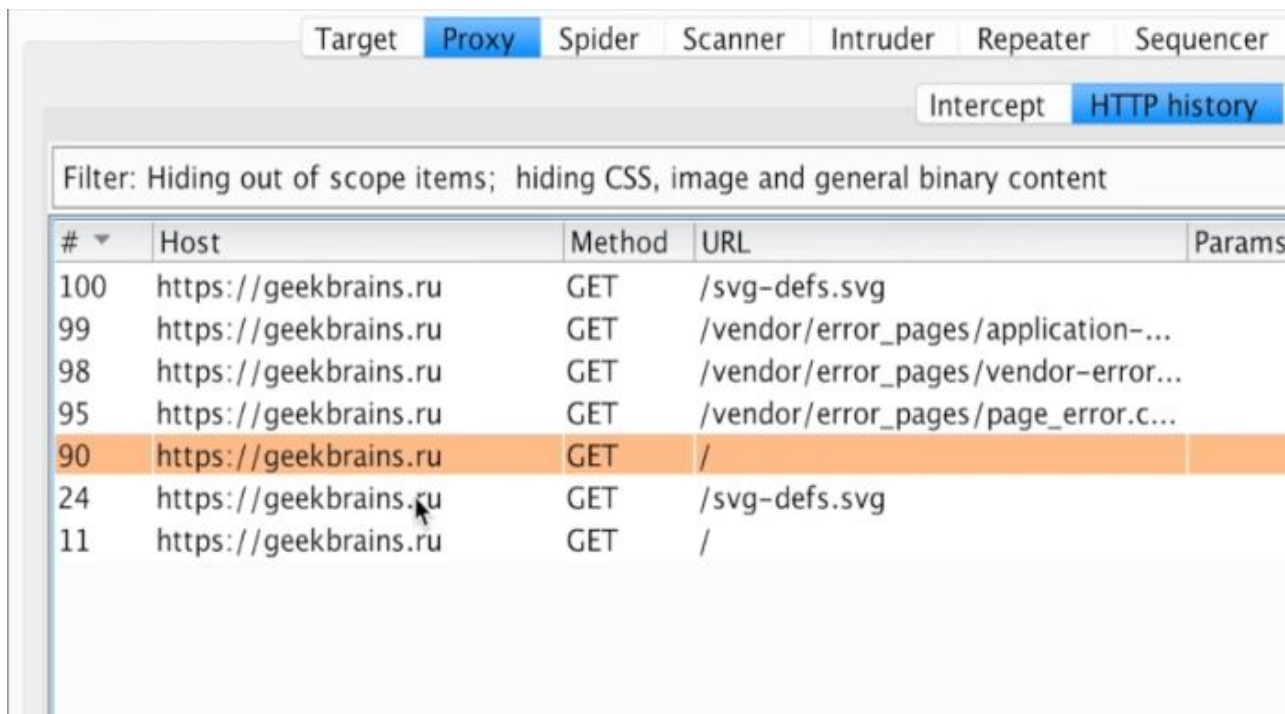 Target Proxy Spider Scanner Intruder Repeater Sequencer
Intercept HTTP history
Filter: Hiding out of scope items; hiding CSS, image and general binary content
# Host Method URL Params
100 https://geekbrains.ru GET /svg-defs.svg
99 https://geekbrains.ru GET /vendor/error_pages/application-...
98 https://geekbrains.ru GET /vendor/error_pages/vendor-error...
95 https://geekbrains.ru GET /vendor/error_pages/page_error.c...
90 https://geekbrains.ru GET /
24 https://geekbrains.ru GET /svg-defs.svg
11 https://geekbrains.ru GET /